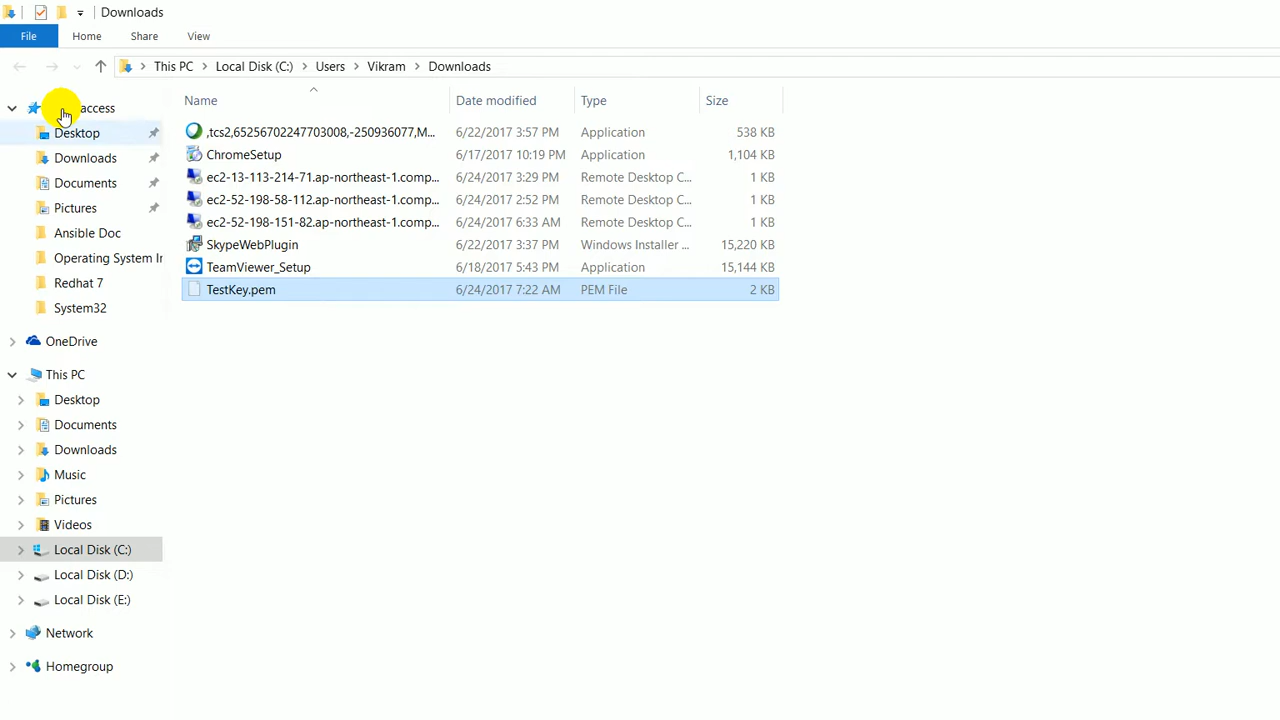 Downloads
File Home Share View
This PC Local Disk (C:) Users Vikram Downloads
Name Date modified Type Size
,tcs2,65256702247703008,-250936077,M... 6/22/2017 3:57 PM Application 538 KB
ChromeSetup 6/17/2017 10:19 PM Application 1,104 KB
ec2-13-113-214-71.ap-northeast-1.comp... 6/24/2017 3:29 PM Remote Desktop C... 1 KB
ec2-52-198-58-112.ap-northeast-1.comp... 6/24/2017 2:52 PM Remote Desktop C... 1 KB
ec2-52-198-151-82.ap-northeast-1.comp... 6/24/2017 6:33 AM Remote Desktop C... 1 KB
SkypeWebPlugin 6/22/2017 3:37 PM Windows Installer ... 15,220 KB
TeamViewer_Setup 6/18/2017 5:43 PM Application 15,144 KB
TestKey.pem 6/24/2017 7:22 AM PEM File 2 KB
access
Desktop
Downloads
Documents
Pictures
Ansible Doc
Operating System Ir
Redhat 7
System32
OneDrive
This PC
Desktop
Documents
Downloads
Music
Pictures
Videos
Local Disk (C:)
Local Disk (D:)
Local Disk (E:)
Network
Homegroup